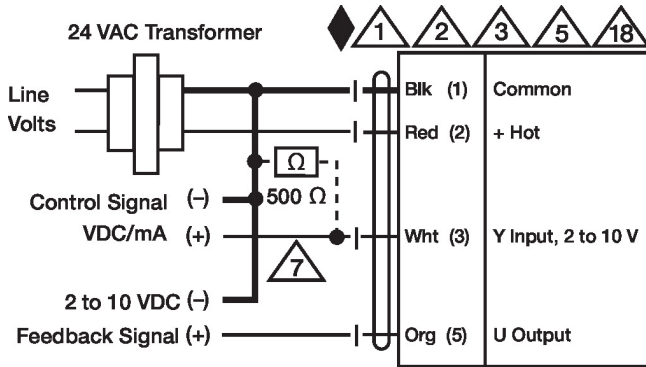 24 VAC Transformer
1 2 3 5 18
Line
Volts
Blk (1) Common
Red (2) + Hot
Ω
500 Ω
Control Signal (-)
VDC/mA (+)
Wht (3) Y Input, 2 to 10 V
7
2 to 10 VDC (-)
Feedback Signal (+)
Org (5) U Output